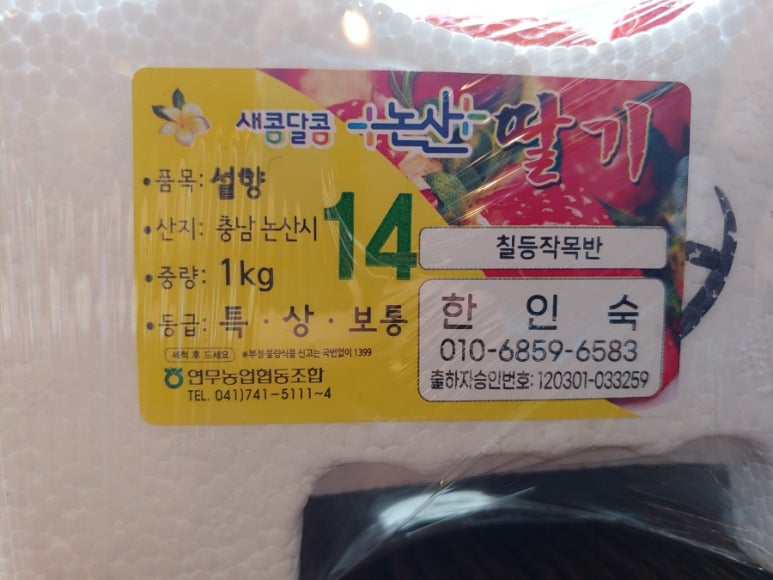 새콤달콤 논산 딸기
•품목: 설향
•산지: 충남 논산시
14
칠등작목반
•중량: 1kg
•등급: 특 · 상 · 보통
한 인 숙
010-6859-6583
출하자승인번호: 120301-033259
세척 후 드세요 ※부정·불량식품 신고는 국번없이 1399
연무농업협동조합
TEL. 041)741-5111~4